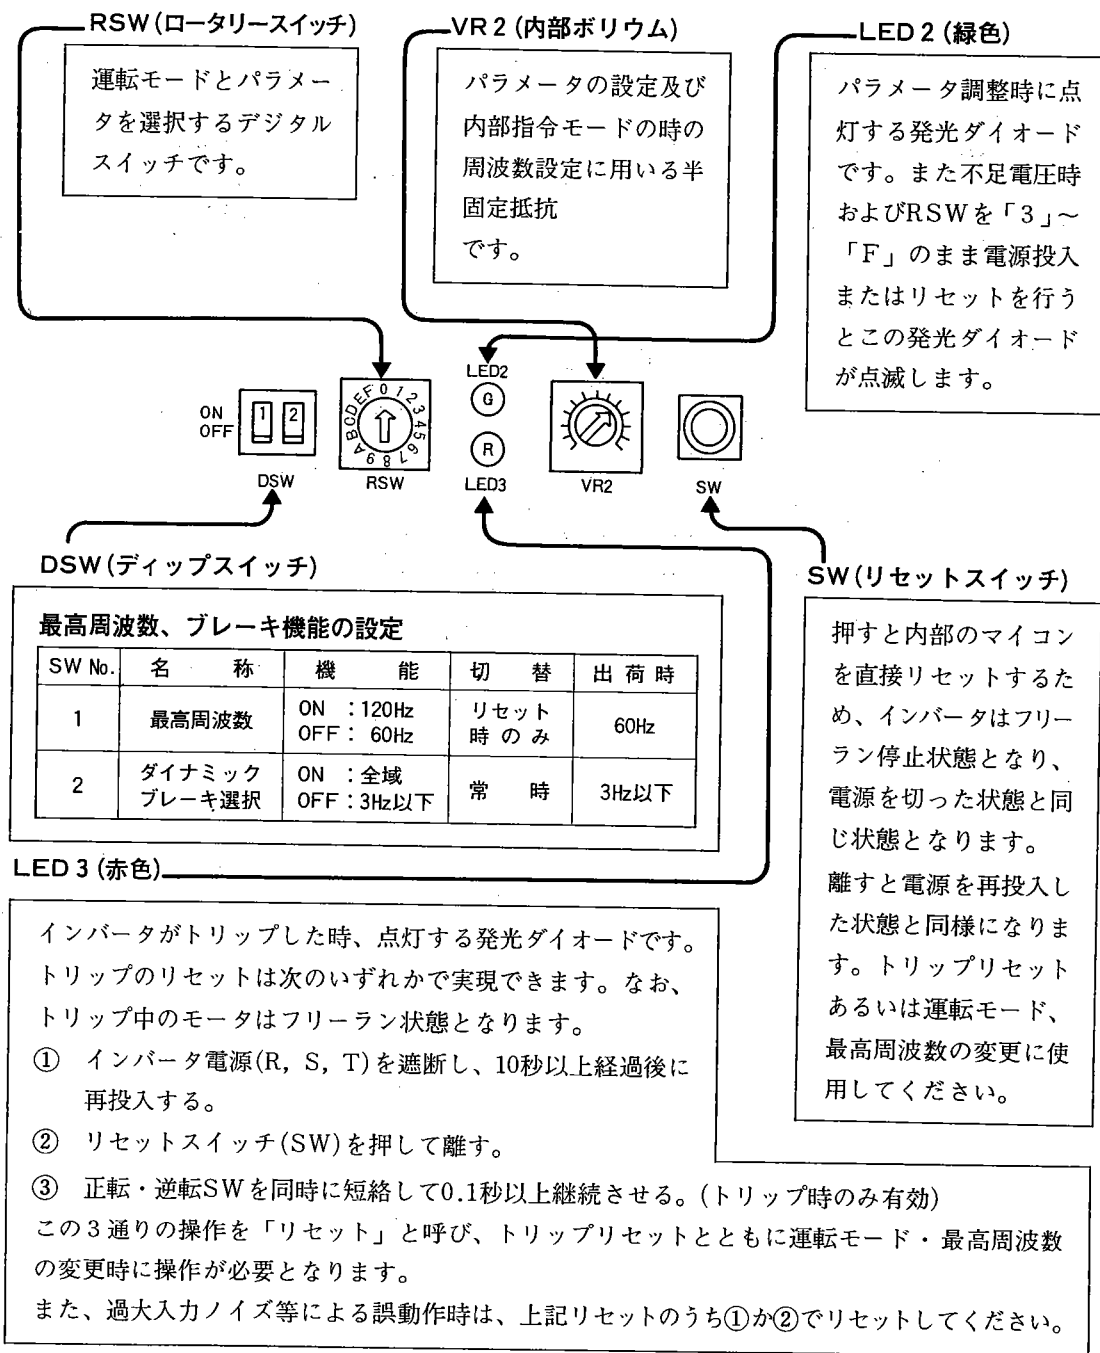 RSW(ロータリースイッチ)
運転モードとパラメー
タを選択するデジタル
スイッチです。
VR2(内部ボリウム)
パラメータの設定及び
内部指令モードの時の
周波数設定に用いる半
固定抵抗
です。
LED2(緑色)
パラメータ調整時に点
灯する発光ダイオード
です。また不足電圧時
およびRSWを「3」~
「F」のまま電源投入
またはリセットを行う
とこの発光ダイオード
が点滅します。
ON
OFF
1 2
DSW
0 1 2 3 4 5 6 7 8 9 A B C D E F
RSW
LED2
G
R
LED3
VR2
SW
DSW(ディップスイッチ)
最高周波数、ブレーキ機能の設定
SW No. 名 称 機 能 切 替 出荷時
1 最高周波数 ON :120Hz OFF: 60Hz リセット時のみ 60Hz
2 ダイナミックブレーキ選択 ON :全域 OFF:3Hz以下 常 時 3Hz以下
SW(リセットスイッチ)
押すと内部のマイコン
を直接リセットするた
め、インバータはフリー
ラン停止状態となり、
電源を切った状態と同
じ状態となります。
離すと電源を再投入し
た状態と同様になりま
す。トリップリセット
あるいは運転モード、
最高周波数の変更に使
用してください。
LED3(赤色)
インバータがトリップした時、点灯する発光ダイオードです。
トリップのリセットは次のいずれかで実現できます。なお、
トリップ中のモータはフリーラン状態となります。
① インバータ電源(R, S, T)を遮断し、10秒以上経過後に
再投入する。
② リセットスイッチ(SW)を押して離す。
③ 正転・逆転SWを同時に短絡して0.1秒以上継続させる。(トリップ時のみ有効)
この3通りの操作を「リセット」と呼び、トリップリセットとともに運転モード・最高周波数
の変更時に操作が必要となります。
また、過大入力ノイズ等による誤動作時は、上記リセットのうち①か②でリセットしてください。